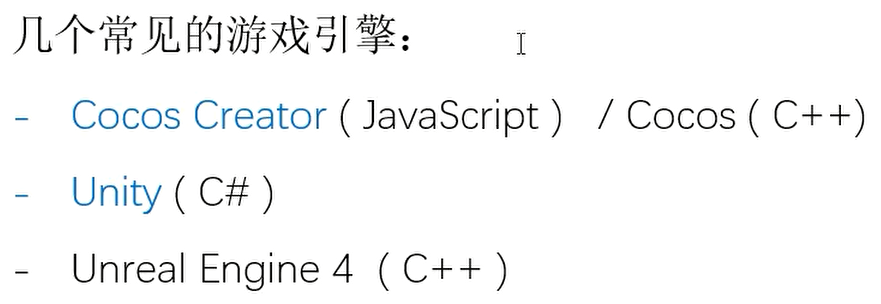 几个常见的游戏引擎：
- Cocos Creator ( JavaScript ) / Cocos ( C++)
- Unity ( C# )
- Unreal Engine 4 ( C++ )